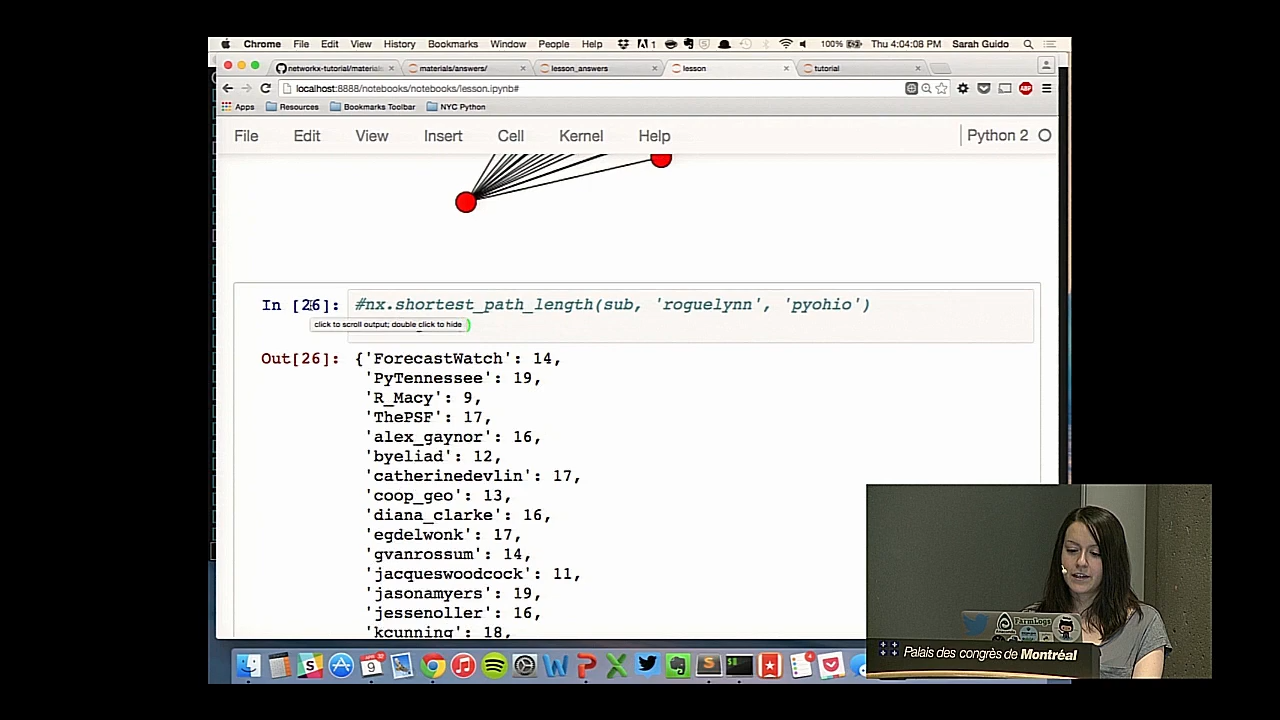 Chrome File Edit View History Bookmarks Window People Help 1 100% Thu 4:04:08 PM Sarah Guido
networkx-tutorial/materials materials/answers/ lesson_answers lesson tutorial
localhost:8888/notebooks/notebooks/lesson.ipynb#
Apps Resources Bookmarks Toolbar NYC Python
File Edit View Insert Cell Kernel Help Python 2
In [26]: #nx.shortest_path_length(sub, 'roguelynn', 'pyohio')
click to scroll output; double click to hide )
Out[26]: {'ForecastWatch': 14,
'PyTennessee': 19,
'R_Macy': 9,
'ThePSF': 17,
'alex_gaynor': 16,
'byeliad': 12,
'catherinedevlin': 17,
'coop_geo': 13,
'diana_clarke': 16,
'egdelwonk': 17,
'gvanrossum': 14,
'jacqueswoodcock': 11,
'jasonamyers': 19,
'jessenoller': 16,
'kcunning': 18,
FarmLogs
Palais des congrès de Montréal